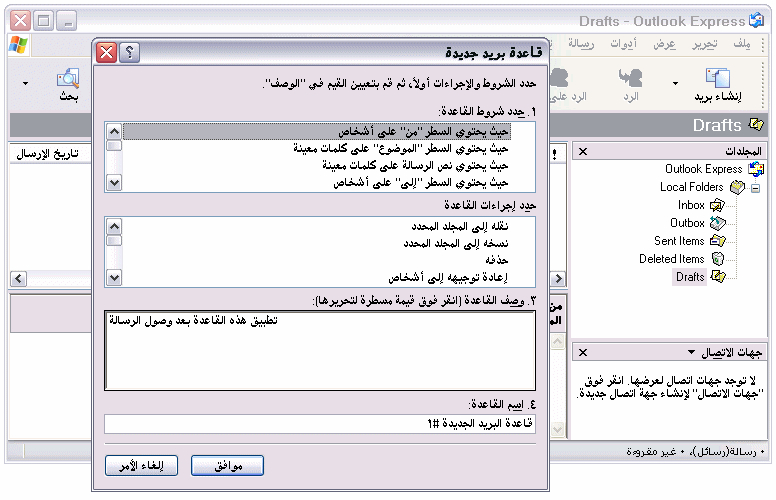 Drafts - Outlook Express
ملف تحرير عرض أدوات رسالة
إنشاء بريد
الرد
الرد على
بحث
Drafts
المجلدات
Outlook Express
Local Folders
Inbox
Outbox
Sent Items
Deleted Items
Drafts
جهات الاتصال
لا توجد جهات اتصال لعرضها. انقر فوق
"جهات الاتصال" لإنشاء جهة اتصال جديدة.
!
تاريخ الإرسال
من
٠ رسالة(رسائل)، ٠ غير مقروءة
قاعدة بريد جديدة
?
حدد الشروط والإجراءات أولاً، ثم قم بتعيين القيم في "الوصف".
١. حدد شروط القاعدة:
حيث يحتوي السطر "من" على أشخاص
حيث يحتوي السطر "الموضوع" على كلمات معينة
حيث يحتوي نص الرسالة على كلمات معينة
حيث يحتوي السطر "إلى" على أشخاص
حدد إجراءات القاعدة
نقله إلى المجلد المحدد
نسخه إلى المجلد المحدد
حذفه
إعادة توجيهه إلى أشخاص
٣. وصف القاعدة (انقر فوق قيمة مسطرة لتحريرها):
تطبيق هذه القاعدة بعد وصول الرسالة
٤. اسم القاعدة:
قاعدة البريد الجديدة #١
موافق
إلغاء الأمر